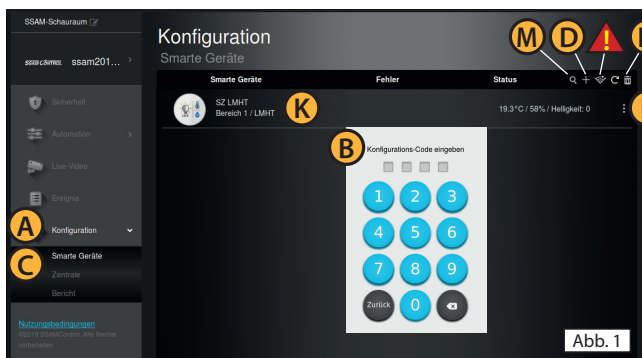 SSAM-Schauraum
Konfiguration
Smarte Geräte
M
D
!
SSAMCONTROL ssam201...
Smarte Geräte Fehler Status
SZ LMHT
Bereich 1 / LMHT
K
19.3°C / 58% / Helligkeit: 0
Sicherheit
Automation
Live-Video
Ereignis
A
Konfiguration
C
Smarte Geräte
Zentrale
Bericht
B
Konfigurations-Code eingeben
1 2 3
4 5 6
7 8 9
Zurück 0
Nutzungsbedingungen
©2019 SSAMControl. Alle Rechte
vorbehalten
Abb. 1